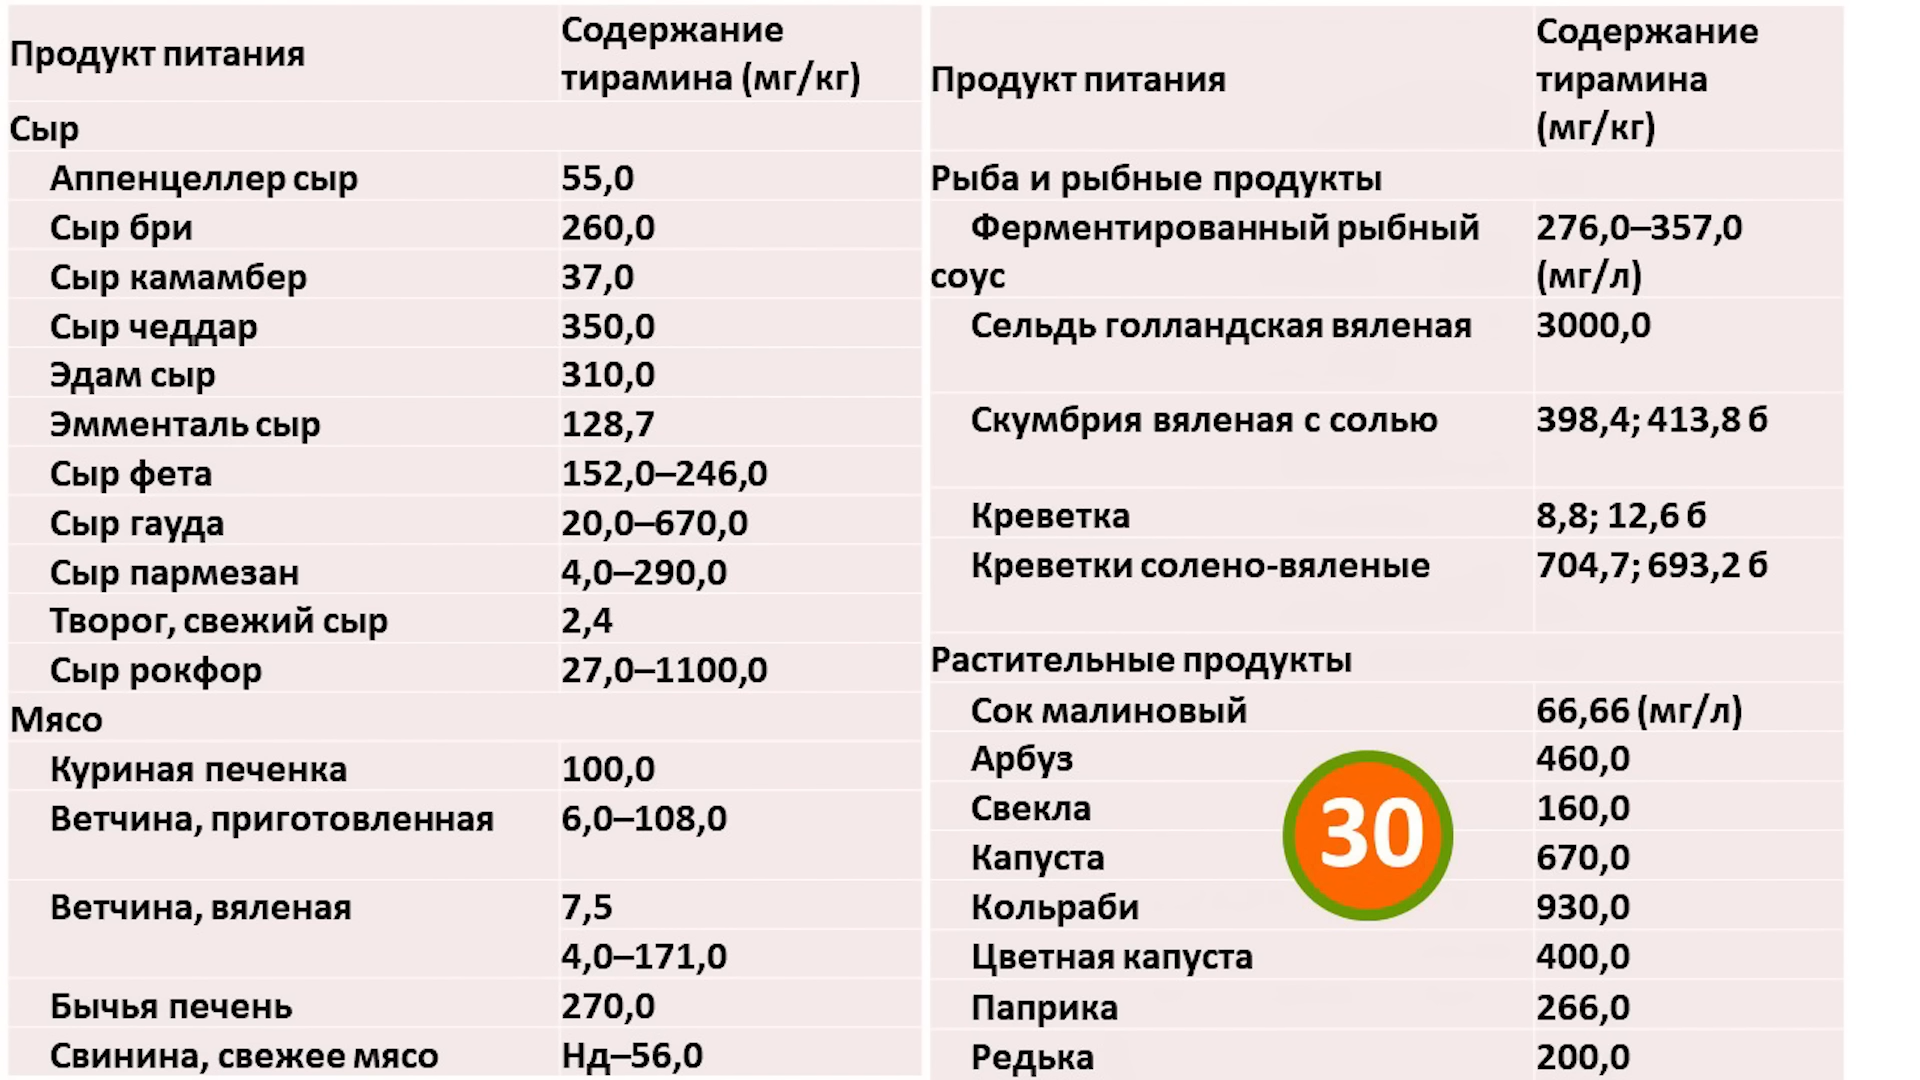 Продукт питания
Содержание
тирамина (мг/кг)
Сыр
Аппенцеллер сыр 55,0
Сыр бри 260,0
Сыр камамбер 37,0
Сыр чеддар 350,0
Эдам сыр 310,0
Эмменталь сыр 128,7
Сыр фета 152,0–246,0
Сыр гауда 20,0–670,0
Сыр пармезан 4,0–290,0
Творог, свежий сыр 2,4
Сыр рокфор 27,0–1100,0
Мясо
Куриная печенка 100,0
Ветчина, приготовленная 6,0–108,0
Ветчина, вяленая 7,5
4,0–171,0
Бычья печень 270,0
Свинина, свежее мясо Нд–56,0
Продукт питания
Содержание
тирамина
(мг/кг)
Рыба и рыбные продукты
Ферментированный рыбный 276,0–357,0
соус (мг/л)
Сельдь голландская вяленая 3000,0
Скумбрия вяленая с солью 398,4; 413,8 б
Креветка 8,8; 12,6 б
Креветки солено-вяленые 704,7; 693,2 б
Растительные продукты
Сок малиновый 66,66 (мг/л)
Арбуз 460,0
Свекла 160,0
30
Капуста 670,0
Кольраби 930,0
Цветная капуста 400,0
Паприка 266,0
Редька 200,0